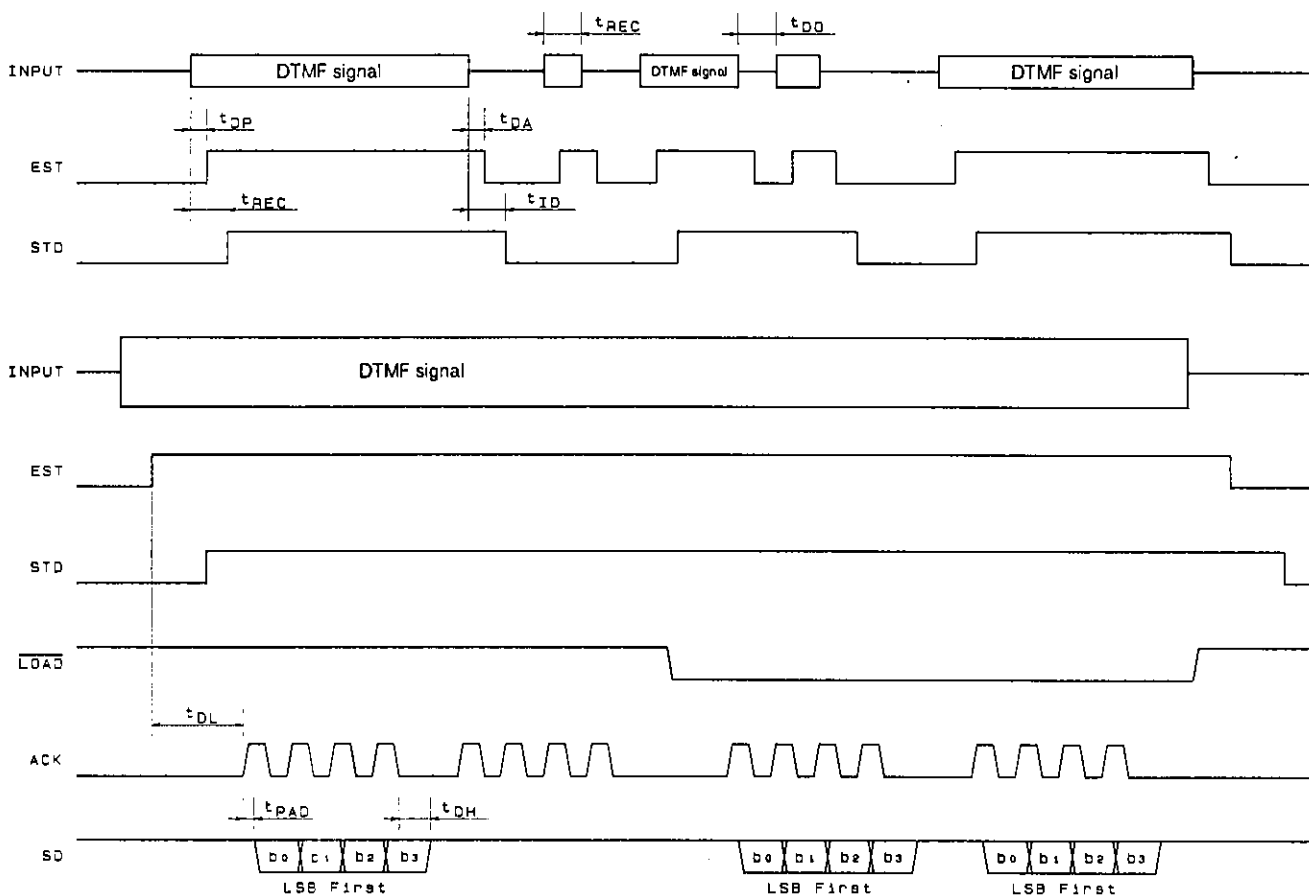 tREC tDO
INPUT DTMF signal DTMF signal DTMF signal
tDP tDA
EST
tREC tID
STD
INPUT DTMF signal
EST
STD
LOAD
tDL
ACK
tPAD tDH
SD b0 b1 b2 b3 b0 b1 b2 b3 b0 b1 b2 b3
LSB First LSB First LSB First